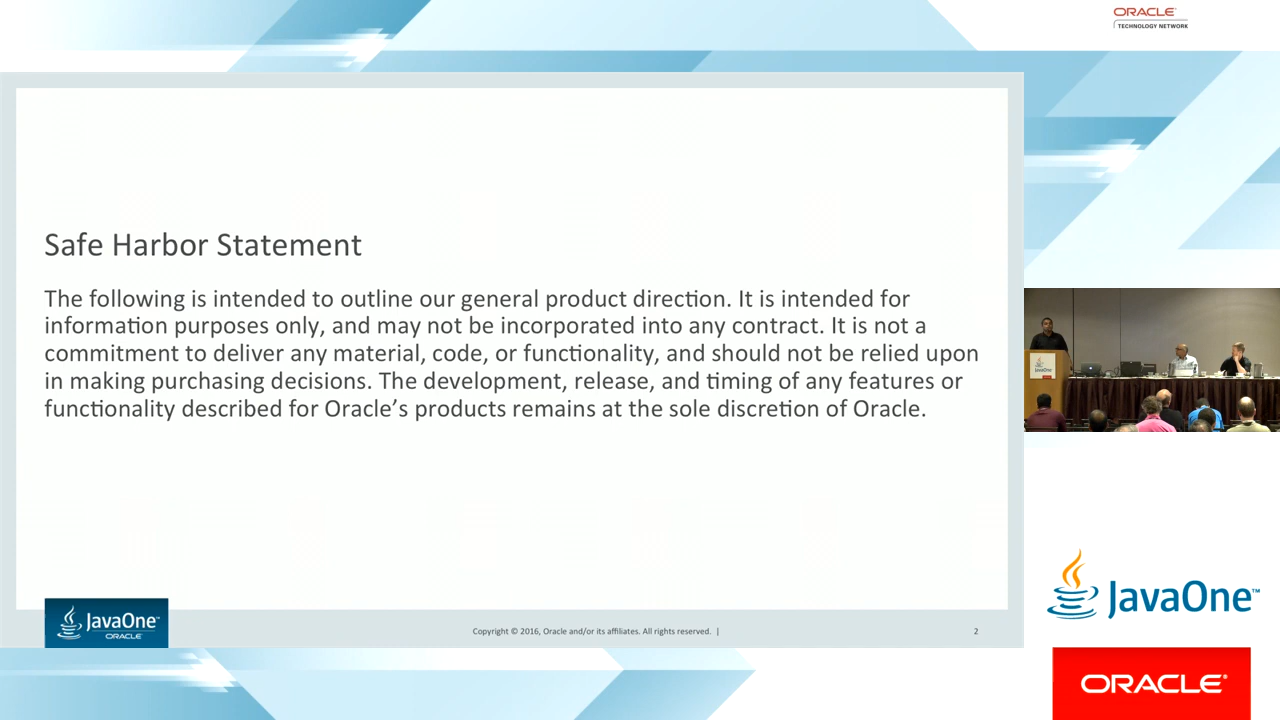 ORACLE
TECHNOLOGY NETWORK
Safe Harbor Statement
The following is intended to outline our general product direction. It is intended for
information purposes only, and may not be incorporated into any contract. It is not a
commitment to deliver any material, code, or functionality, and should not be relied upon
in making purchasing decisions. The development, release, and timing of any features or
functionality described for Oracle’s products remains at the sole discretion of Oracle.
JavaOne™
ORACLE
Copyright © 2016, Oracle and/or its affiliates. All rights reserved. |
2
JavaOne
JavaOne™
ORACLE®